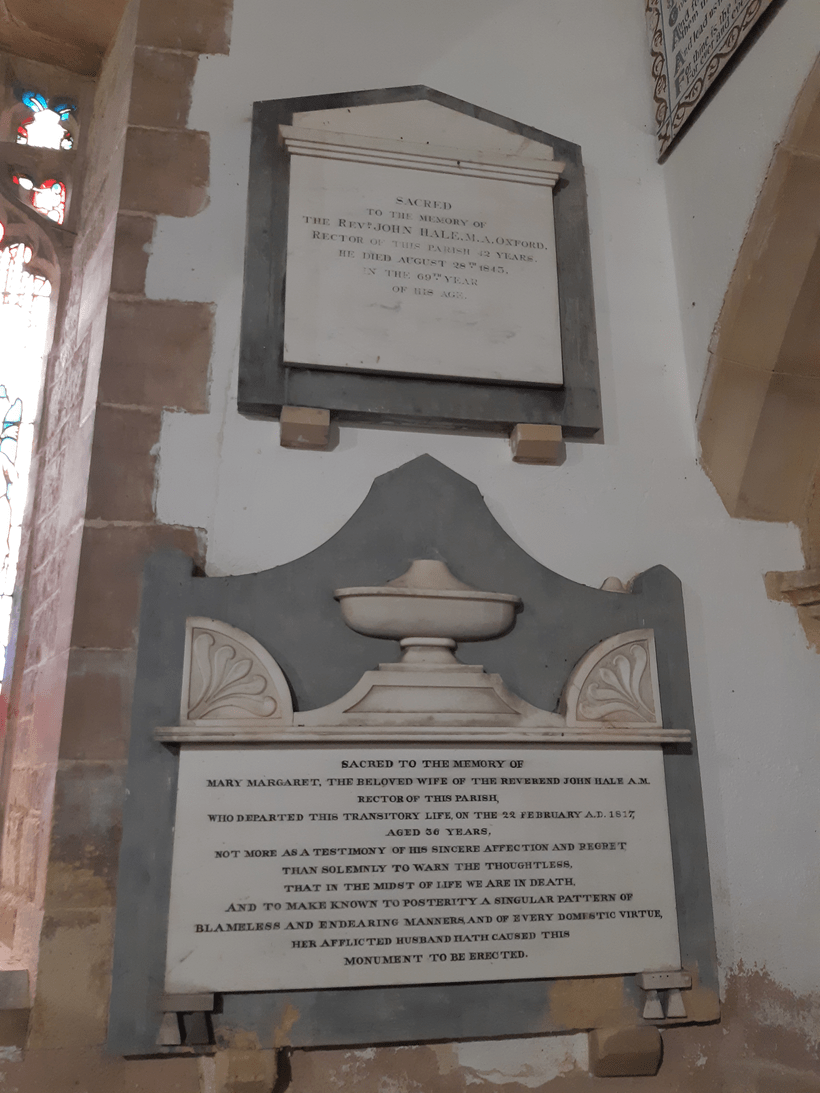 SACRED
TO THE MEMORY OF
THE REVD. JOHN HALE, M.A. OXFORD,
RECTOR OF THIS PARISH 42 YEARS.
HE DIED AUGUST 28TH 1843,
IN THE 69TH YEAR
OF HIS AGE.
SACRED TO THE MEMORY OF
MARY MARGARET, THE BELOVED WIFE OF THE REVEREND JOHN HALE A.M.
RECTOR OF THIS PARISH,
WHO DEPARTED THIS TRANSITORY LIFE, ON THE 22 FEBRUARY A.D. 1817,
AGED 36 YEARS,
NOT MORE AS A TESTIMONY OF HIS SINCERE AFFECTION AND REGRET
THAN SOLEMNLY TO WARN THE THOUGHTLESS,
THAT IN THE MIDST OF LIFE WE ARE IN DEATH,
AND TO MAKE KNOWN TO POSTERITY A SINGULAR PATTERN OF
BLAMELESS AND ENDEARING MANNERS, AND OF EVERY DOMESTIC VIRTUE,
HER AFFLICTED HUSBAND HATH CAUSED THIS
MONUMENT TO BE ERECTED.